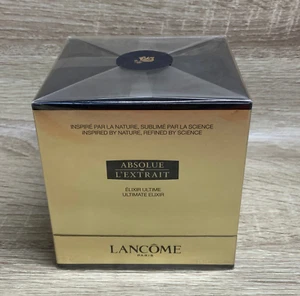 INSPIRÉ PAR LA NATURE, SUBLIMÉ PAR LA SCIENCE
INSPIRED BY NATURE, REFINED BY SCIENCE
ABSOLUE
L'EXTRAIT
ÉLIXIR ULTIME
ULTIMATE ELIXIR
LANCÔME
PARIS